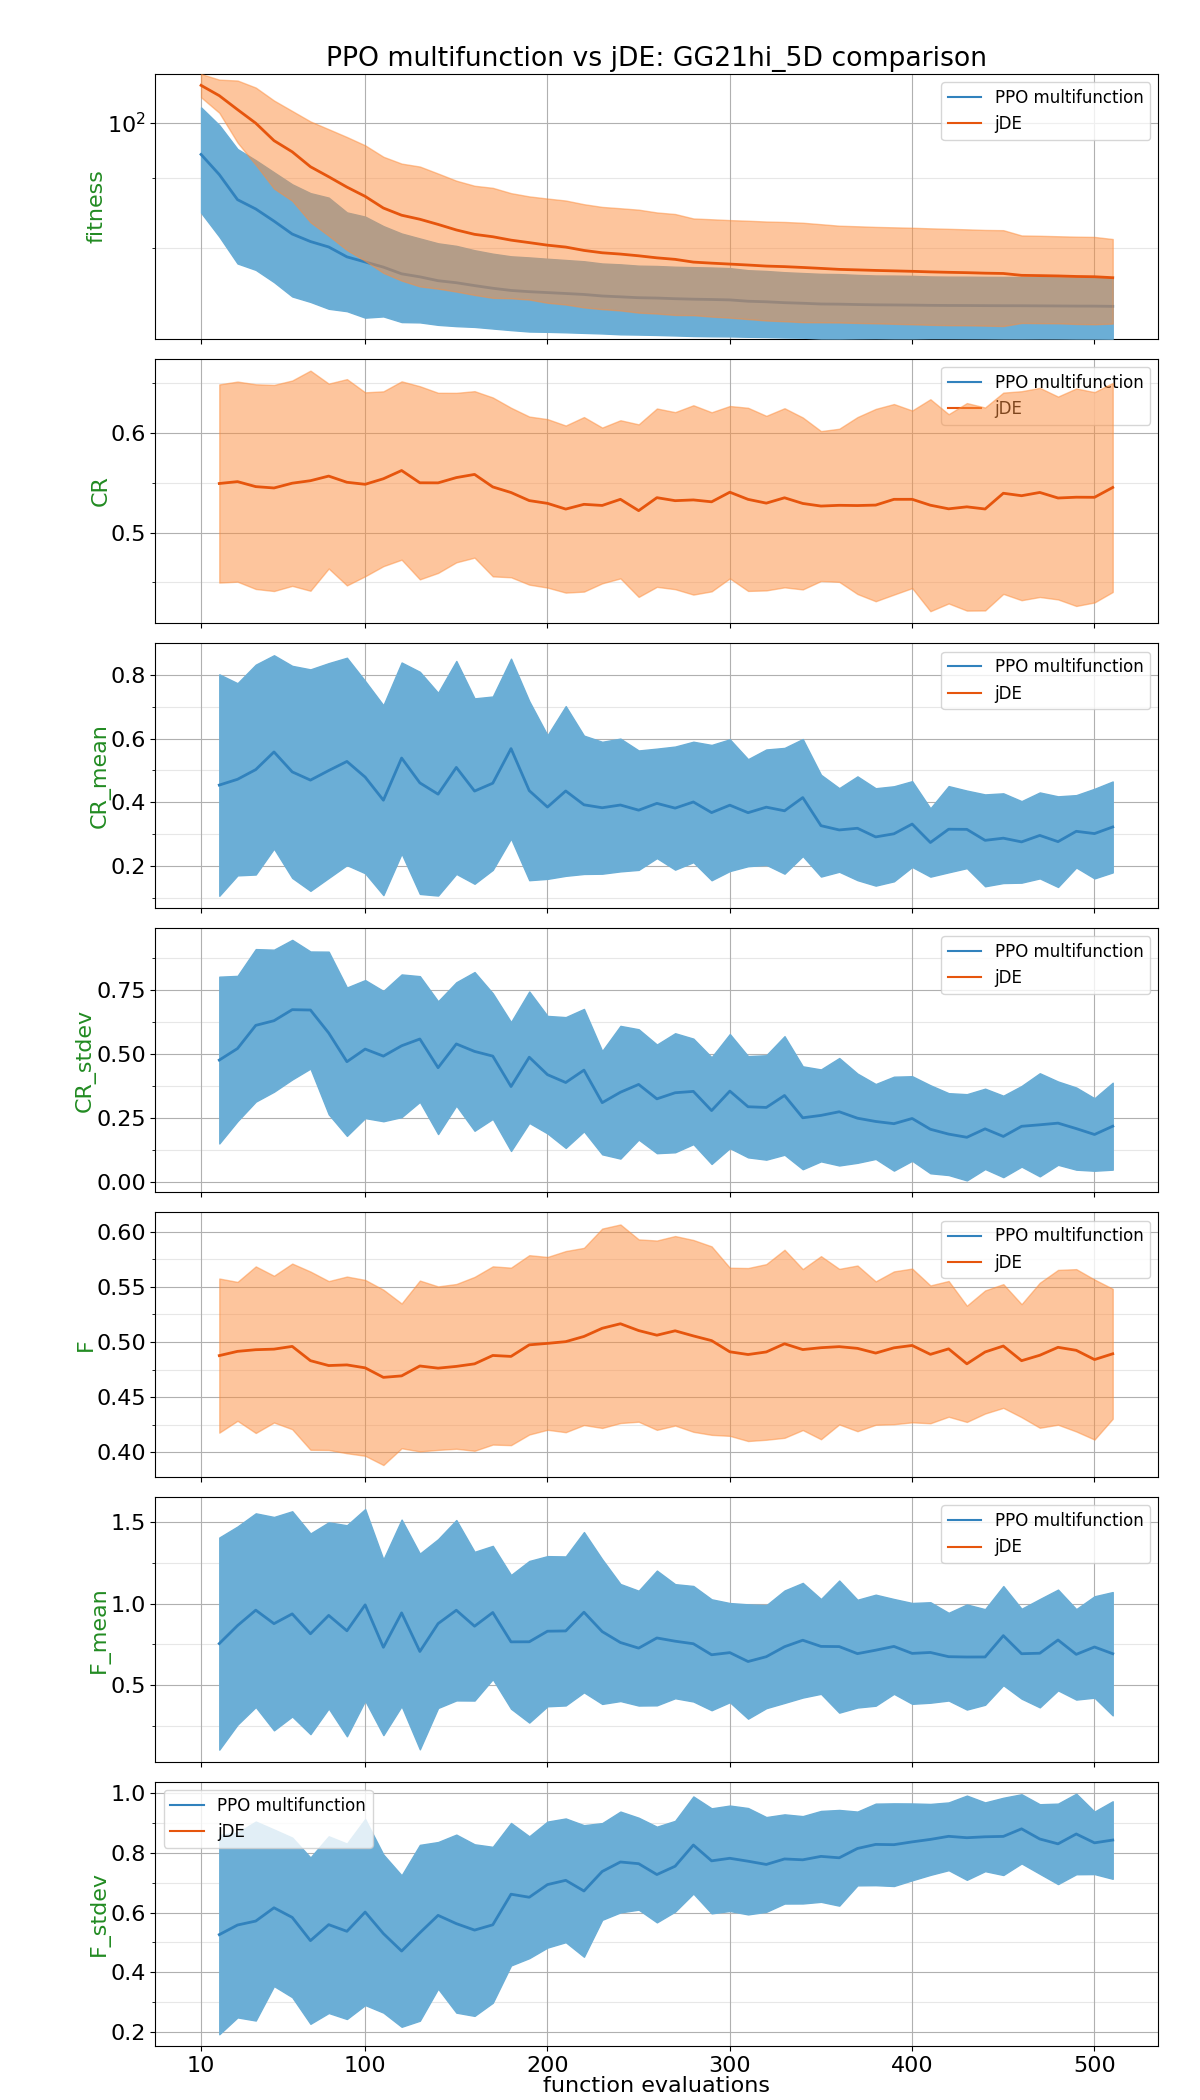 PPO multifunction vs jDE: GG21hi_5D comparison
10²
fitness
PPO multifunction
jDE
0.6
0.5
CR
PPO multifunction
jDE
0.8
0.6
0.4
0.2
CR_mean
PPO multifunction
jDE
0.75
0.50
0.25
0.00
CR_stdev
PPO multifunction
jDE
0.60
0.55
0.50
0.45
0.40
F
PPO multifunction
jDE
1.5
1.0
0.5
F_mean
PPO multifunction
jDE
1.0
0.8
0.6
0.4
0.2
F_stdev
PPO multifunction
jDE
10 100 200 300 400 500
function evaluations